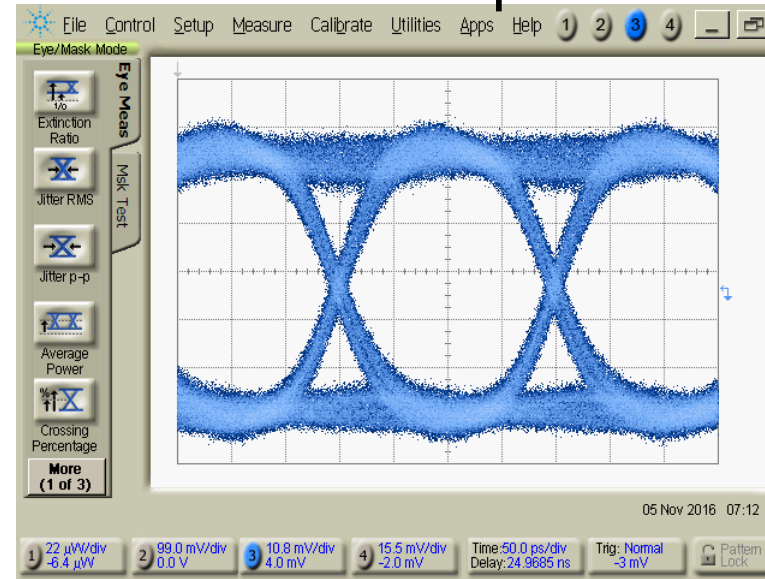 File Control Setup Measure Calibrate Utilities Apps Help 1 2 3 4
Eye/Mask Mode
Eye Meas
Msk Test
1/0
Extinction
Ratio
Jitter RMS
Jitter p-p
Average
Power
%
Crossing
Percentage
More
(1 of 3)
05 Nov 2016 07:12
1 22 µW/div
-6.4 µW
2 99.0 mV/div
0.0 V
3 10.8 mV/div
4.0 mV
4 15.5 mV/div
-2.0 mV
Time:50.0 ps/div
Delay:24.9685 ns
Trig: Normal
-3 mV
Pattern
Lock